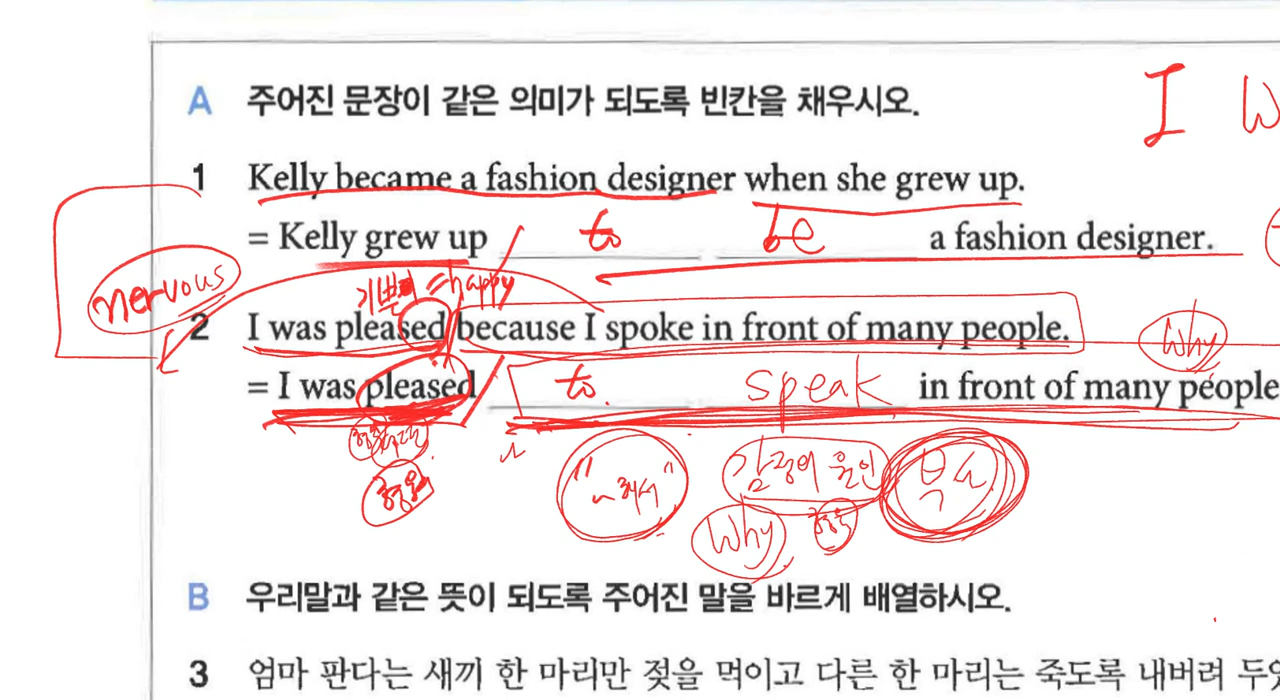 A 주어진 문장이 같은 의미가 되도록 빈칸을 채우시오.
I W
1 Kelly became a fashion designer when she grew up.
= Kelly grew up to be a fashion designer.
nervous
기쁜 = happy
2 I was pleased because I spoke in front of many people.
Why
= I was pleased to speak in front of many people
"~해서" 감정의 원인 부사
Why
B 우리말과 같은 뜻이 되도록 주어진 말을 바르게 배열하시오.
3 엄마 판다는 새끼 한 마리만 젖을 먹이고 다른 한 마리는 죽도록 내버려